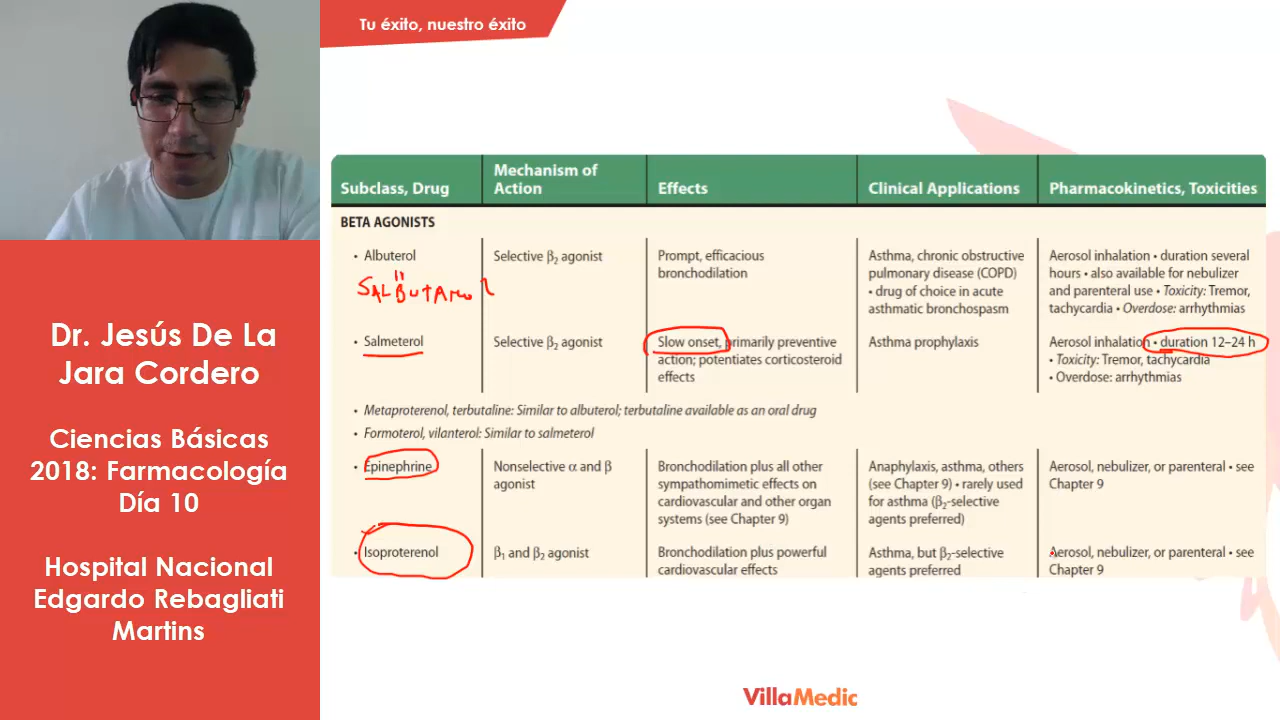 Tu éxito, nuestro éxito
Dr. Jesús De La
Jara Cordero
Ciencias Básicas
2018: Farmacología
Día 10
Hospital Nacional
Edgardo Rebagliati
Martins
Subclass, Drug
Mechanism of
Action
Effects
Clinical Applications
Pharmacokinetics, Toxicities
BETA AGONISTS
• Albuterol
SALBUTAmol
Selective β₂ agonist
Prompt, efficacious
bronchodilation
Asthma, chronic obstructive
pulmonary disease (COPD)
• drug of choice in acute
asthmatic bronchospasm
Aerosol inhalation • duration several
hours • also available for nebulizer
and parenteral use • Toxicity: Tremor,
tachycardia • Overdose: arrhythmias
• Salmeterol
Selective β₂ agonist
Slow onset, primarily preventive
action; potentiates corticosteroid
effects
Asthma prophylaxis
Aerosol inhalation • duration 12–24 h
• Toxicity: Tremor, tachycardia
• Overdose: arrhythmias
• Metaproterenol, terbutaline: Similar to albuterol; terbutaline available as an oral drug
• Formoterol, vilanterol: Similar to salmeterol
• Epinephrine
Nonselective α and β
agonist
Bronchodilation plus all other
sympathomimetic effects on
cardiovascular and other organ
systems (see Chapter 9)
Anaphylaxis, asthma, others
(see Chapter 9) • rarely used
for asthma (β₂-selective
agents preferred)
Aerosol, nebulizer, or parenteral • see
Chapter 9
• Isoproterenol
β₁ and β₂ agonist
Bronchodilation plus powerful
cardiovascular effects
Asthma, but β₂-selective
agents preferred
Aerosol, nebulizer, or parenteral • see
Chapter 9
VillaMedic